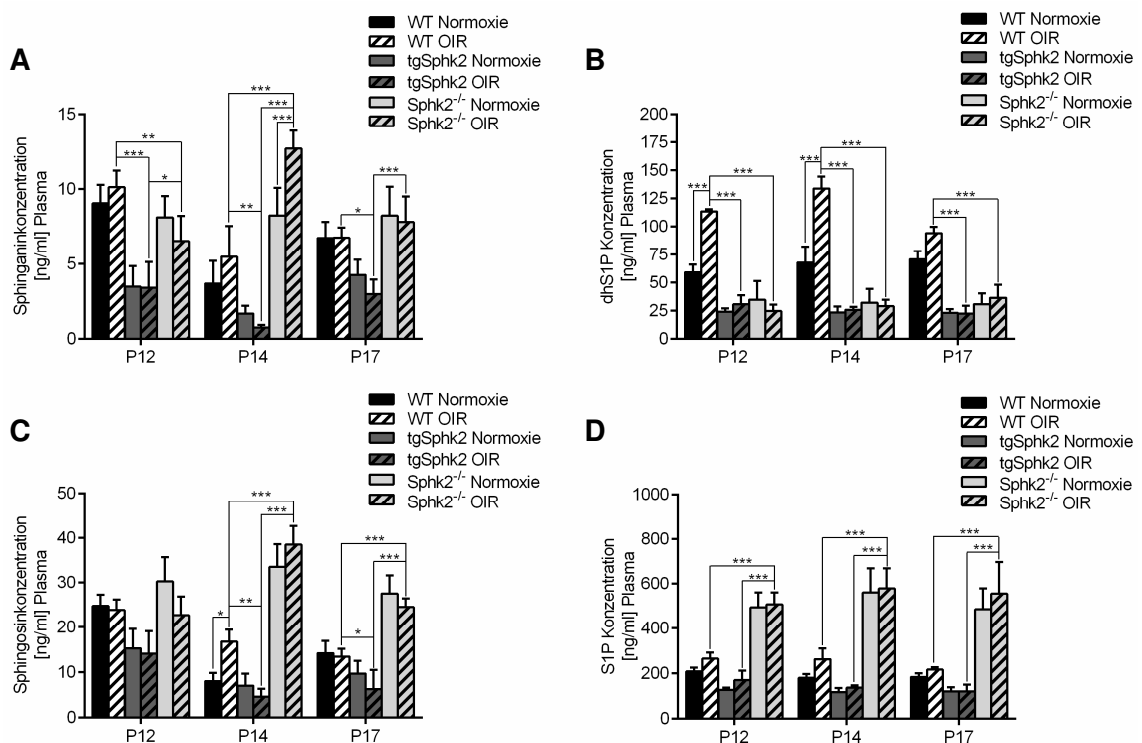 A
WT Normoxie
WT OIR
tgSphk2 Normoxie
tgSphk2 OIR
Sphk2-/- Normoxie
Sphk2-/- OIR
Sphinganinkonzentration
[ng/ml] Plasma
15
10
5
0
**
***
*
***
***
***
**
***
*
P12
P14
P17
B
WT Normoxie
WT OIR
tgSphk2 Normoxie
tgSphk2 OIR
Sphk2-/- Normoxie
Sphk2-/- OIR
dhS1P Konzentration
[ng/ml] Plasma
200
175
150
125
100
75
50
25
0
***
***
***
***
***
***
***
***
P12
P14
P17
C
WT Normoxie
WT OIR
tgSphk2 Normoxie
tgSphk2 OIR
Sphk2-/- Normoxie
Sphk2-/- OIR
Sphingosinkonzentration
[ng/ml] Plasma
50
40
30
20
10
0
***
***
*
**
***
***
*
P12
P14
P17
D
WT Normoxie
WT OIR
tgSphk2 Normoxie
tgSphk2 OIR
Sphk2-/- Normoxie
Sphk2-/- OIR
S1P Konzentration
[ng/ml] Plasma
1000
800
600
400
200
0
***
***
***
***
***
***
P12
P14
P17